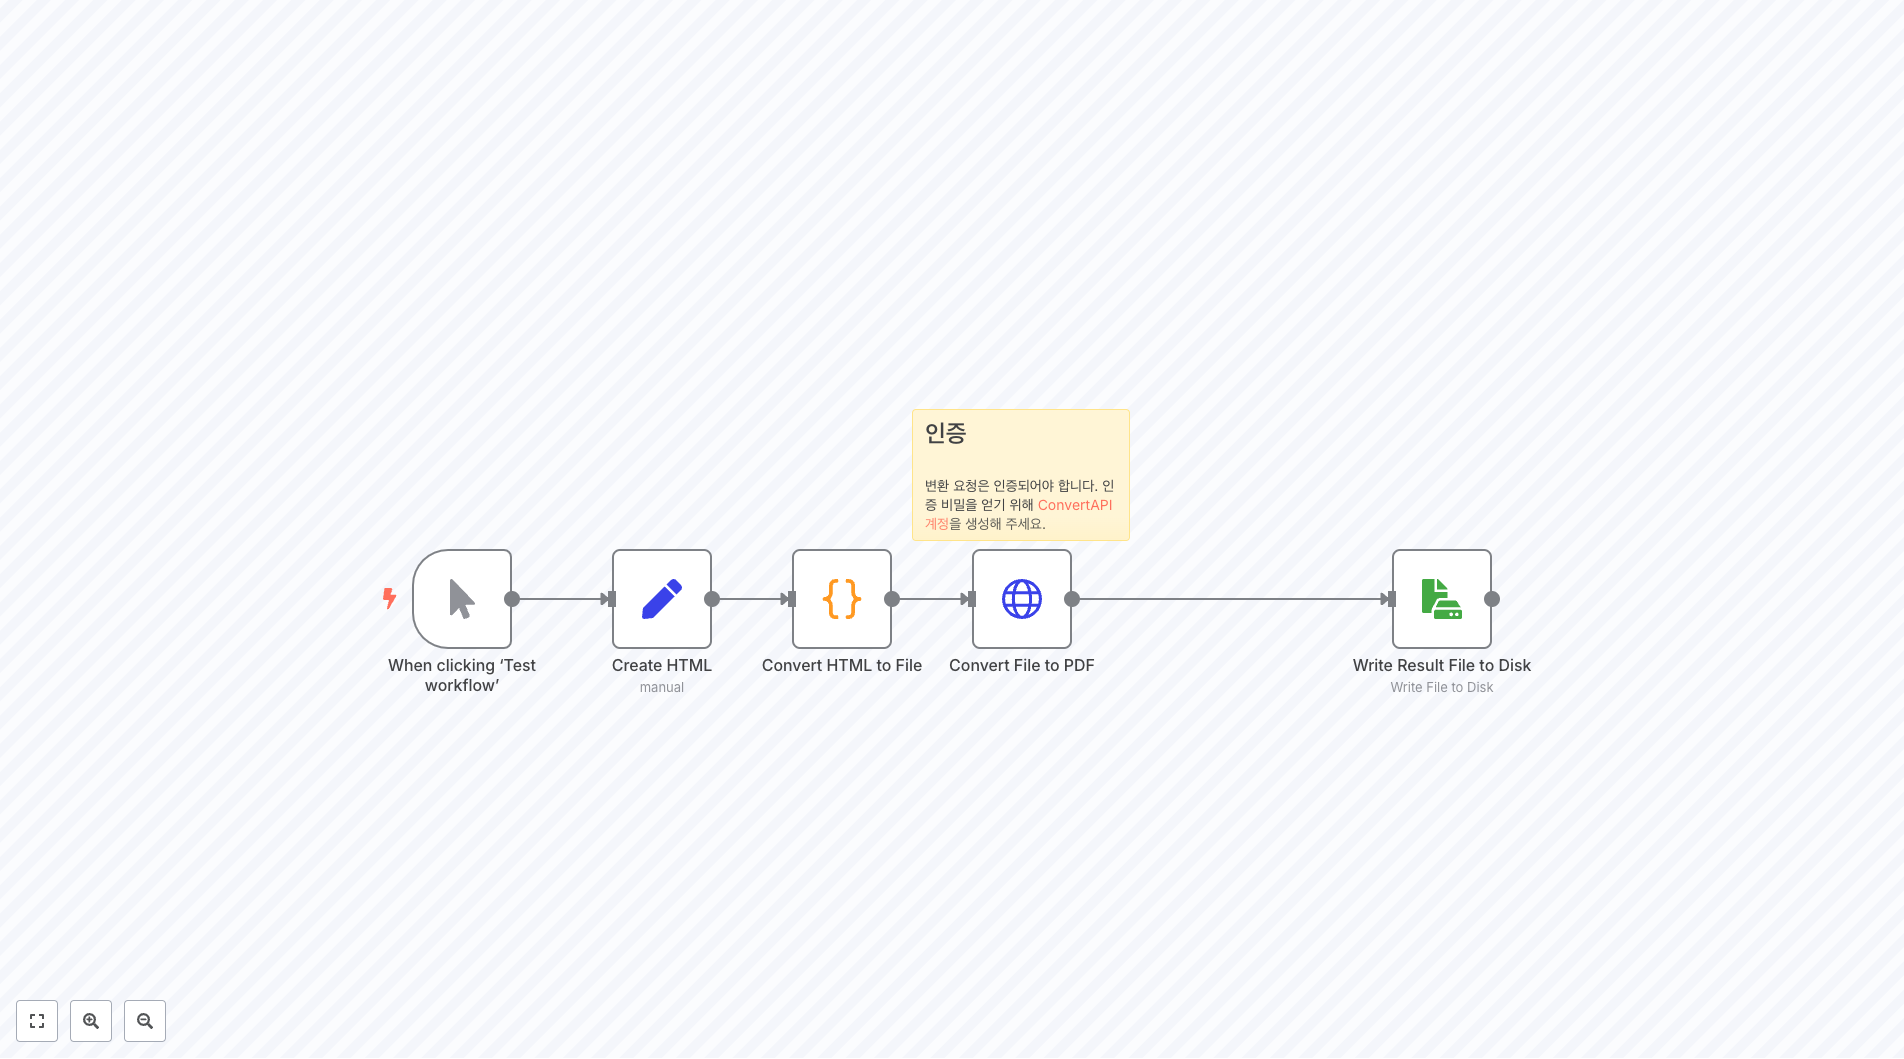 인증
변환 요청은 인증되어야 합니다. 인
증 비밀을 얻기 위해 ConvertAPI
계정을 생성해 주세요.
When clicking ‘Test
workflow’
Create HTML
manual
Convert HTML to File
Convert File to PDF
Write Result File to Disk
Write File to Disk